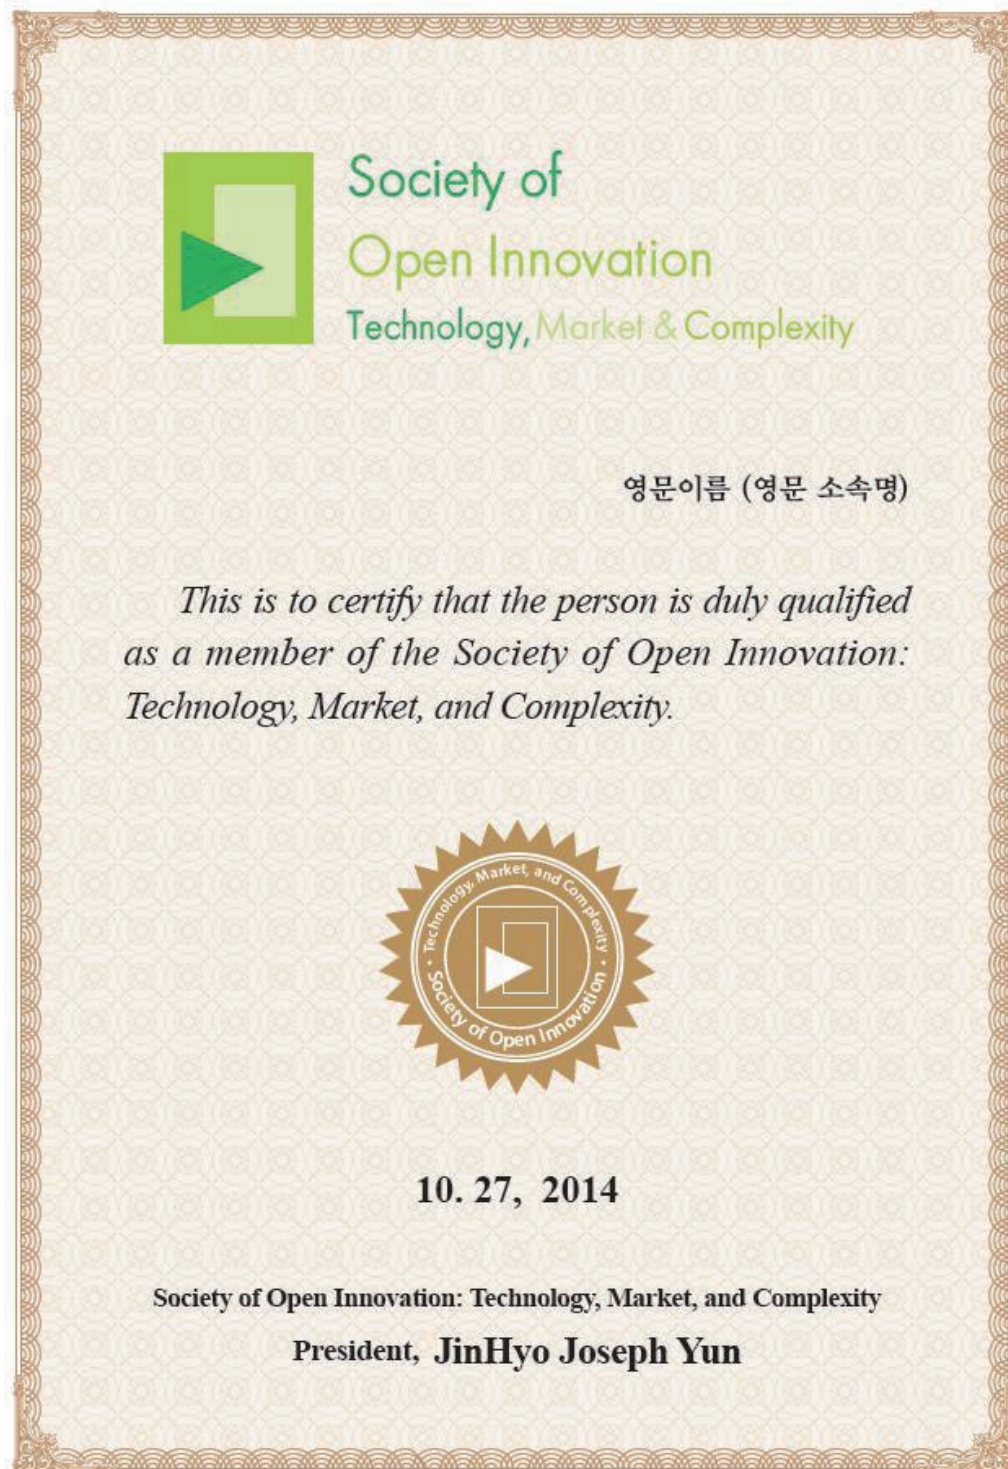 Society of
Open Innovation
Technology, Market & Complexity
영문이름 (영문 소속명)
This is to certify that the person is duly qualified
as a member of the Society of Open Innovation:
Technology, Market, and Complexity.
• Technology, Market, and Complexity •
Society of Open Innovation
10. 27, 2014
Society of Open Innovation: Technology, Market, and Complexity
President, JinHyo Joseph Yun